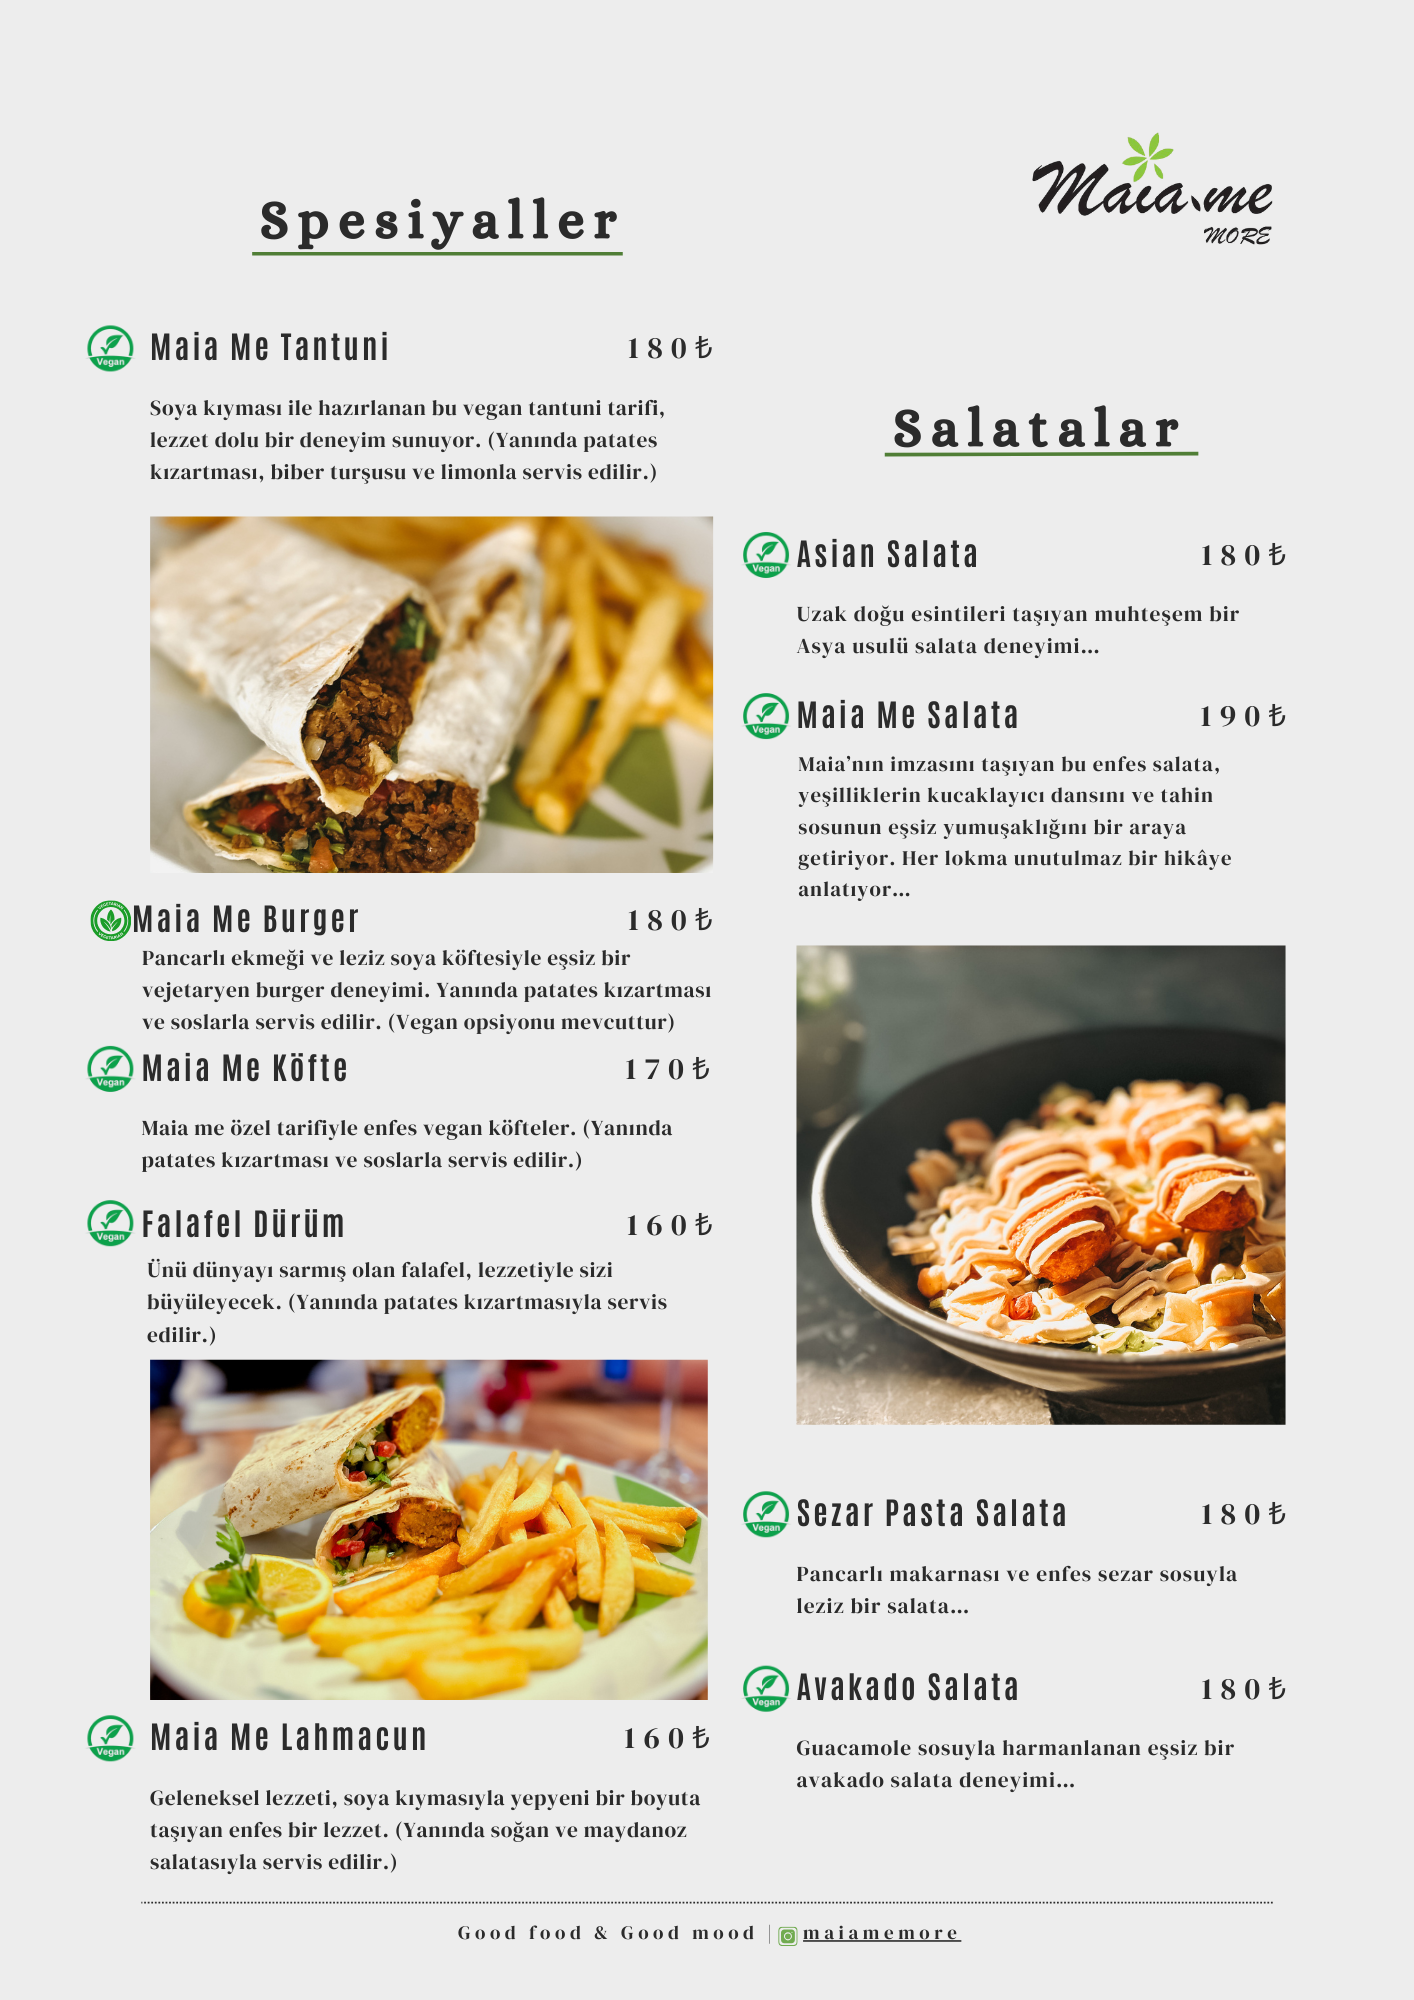 Spesiyaller
Vegan
Maia Me Tantuni 180₺
Soya kıyması ile hazırlanan bu vegan tantuni tarifi,
lezzet dolu bir deneyim sunuyor. (Yanında patates
kızartması, biber turşusu ve limonla servis edilir.)
VEGETARIAN
VEGETARIAN
Maia Me Burger 180₺
Pancarlı ekmeği ve leziz soya köftesiyle eşsiz bir
vejetaryen burger deneyimi. Yanında patates kızartması
ve soslarla servis edilir. (Vegan opsiyonu mevcuttur)
Vegan
Maia Me Köfte 170₺
Maia me özel tarifiyle enfes vegan köfteler. (Yanında
patates kızartması ve soslarla servis edilir.)
Vegan
Falafel Dürüm 160₺
Ünü dünyayı sarmış olan falafel, lezzetiyle sizi
büyüleyecek. (Yanında patates kızartmasıyla servis
edilir.)
Vegan
Maia Me Lahmacun 160₺
Geleneksel lezzeti, soya kıymasıyla yepyeni bir boyuta
taşıyan enfes bir lezzet. (Yanında soğan ve maydanoz
salatasıyla servis edilir.)
Maia me
MORE
Salatalar
Vegan
Asian Salata 180₺
Uzak doğu esintileri taşıyan muhteşem bir
Asya usulü salata deneyimi...
Vegan
Maia Me Salata 190₺
Maia’nın imzasını taşıyan bu enfes salata,
yeşilliklerin kucaklayıcı dansını ve tahin
sosunun eşsiz yumuşaklığını bir araya
getiriyor. Her lokma unutulmaz bir hikâye
anlatıyor...
Vegan
Sezar Pasta Salata 180₺
Pancarlı makarnası ve enfes sezar sosuyla
leziz bir salata...
Vegan
Avakado Salata 180₺
Guacamole sosuyla harmanlanan eşsiz bir
avakado salata deneyimi...
Good food & Good mood | maiamemore